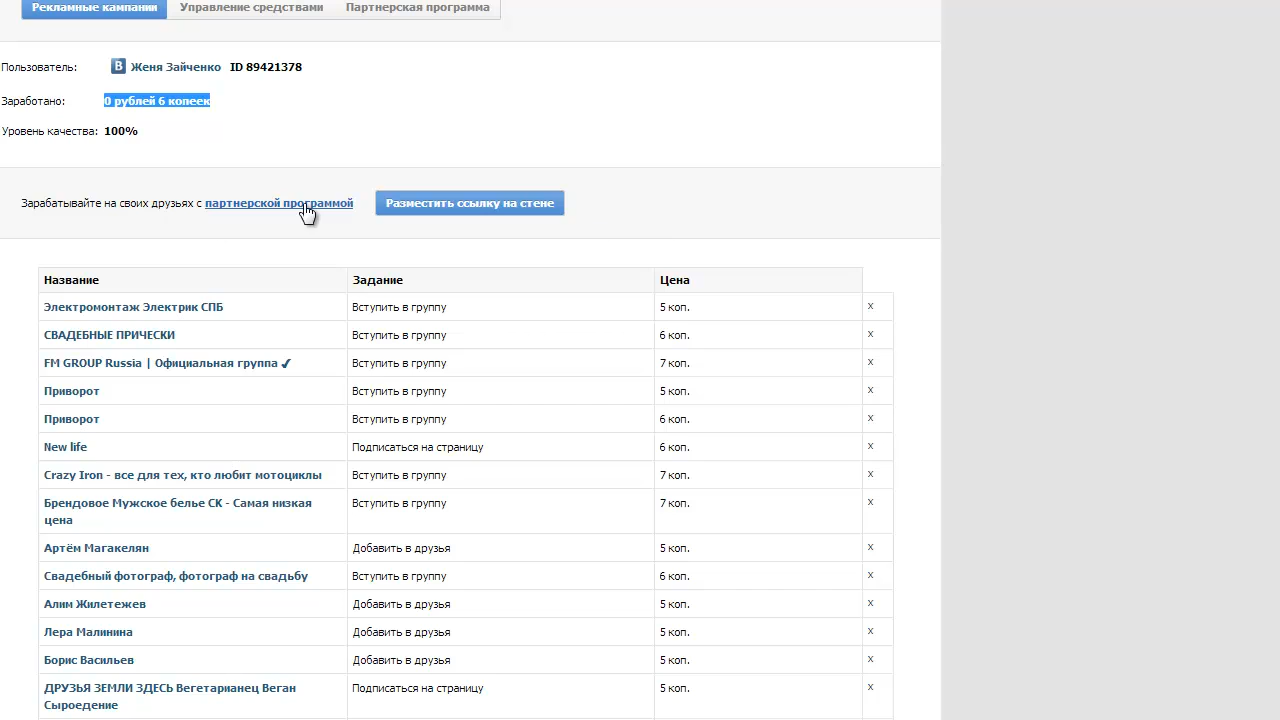 Рекламные кампании Управление средствами Партнерская программа
Пользователь: В Женя Зайченко ID 89421378
Заработано: 0 рублей 6 копеек
Уровень качества: 100%
Зарабатывайте на своих друзьях с партнерской программой Разместить ссылку на стене
Название Задание Цена
Электромонтаж Электрик СПБ Вступить в группу 5 коп. x
СВАДЕБНЫЕ ПРИЧЕСКИ Вступить в группу 6 коп. x
FM GROUP Russia | Официальная группа ✔ Вступить в группу 7 коп. x
Приворот Вступить в группу 5 коп. x
Приворот Вступить в группу 6 коп. x
New life Подписаться на страницу 6 коп. x
Crazy Iron - все для тех, кто любит мотоциклы Вступить в группу 7 коп. x
Брендовое Мужское белье СК - Самая низкая Вступить в группу 7 коп. x
цена
Артём Магакелян Добавить в друзья 5 коп. x
Свадебный фотограф, фотограф на свадьбу Вступить в группу 6 коп. x
Алим Жилетежев Добавить в друзья 5 коп. x
Лера Малинина Добавить в друзья 5 коп. x
Борис Васильев Добавить в друзья 5 коп. x
ДРУЗЬЯ ЗЕМЛИ ЗДЕСЬ Вегетарианец Веган Подписаться на страницу 5 коп. x
Сыроедение